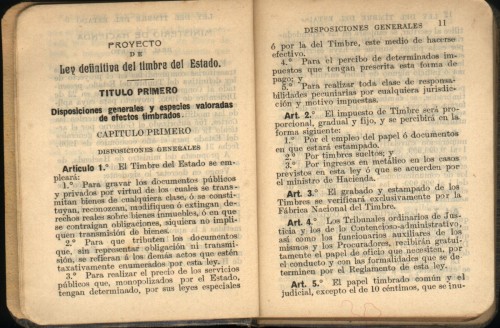 PROYECTO
DE
Ley definitiva del timbre del Estado.
TITULO PRIMERO
Disposiciones generales y especies valoradas
de efectos timbrados.
CAPITULO PRIMERO
DISPOSICIONES GENERALES
Artículo 1.º El Timbre del Estado se em-
pleará:
1.º Para gravar los documentos públicos
y privados por virtud de los cuales se trans-
mitan bienes de cualquiera clase, ó se consti-
tuyan, reconozcan, modifiquen ó extingan, de-
rechos reales sobre bienes inmuebles, ó en que
se contraigan obligaciones, siquiera no impli-
quen transmisión de bienes.
2.º Para que tributen los documentos
que, sin representar obligación ni transmi-
sión, se refieran á los demás actos que estén
taxativamente enumerados por esta ley.
3.º Para realizar el precio de los servicios
públicos que, monopolizados por el Estado,
tengan determinado, por sus leyes especiales
DISPOSICIONES GENERALES 11
ó por la del Timbre, este medio de hacerse
efectivo.
4.º Para el percibo de determinados im-
puestos que tengan prescrita esta forma de
pago; y
5.º Para realizar toda clase de responsa-
bilidades pecuniarias por cualquiera jurisdic-
ción y motivo impuestas.
Art. 2.º El impuesto de Timbre será pro-
porcional, gradual y fijo, y se percibirá en la
forma siguiente:
1.º Por el empleo del papel ó documentos
en que estará estampado.
2.º Por timbres sueltos; y
3.º Por ingresos en metálico en los casos
previstos en esta ley ó que se acuerden por
el ministro de Hacienda.
Art. 3.º El grabado y estampado de los
Timbres se verificará exclusivamente por la
Fábrica Nacional del Timbre.
Art. 4.º Los Tribunales ordinarios de Jus-
ticia y los de lo Contencioso-administrativo,
así como los funcionarios auxiliares de los
mismos y los Procuradores, recibirán gratui-
tamente el papel de oficio que necesiten, por
el conducto y con las formalidades que se de-
terminen por el Reglamento de esta ley.
Art. 5.º El papel timbrado común y el
judicial, excepto el de 10 céntimos, que se inu-